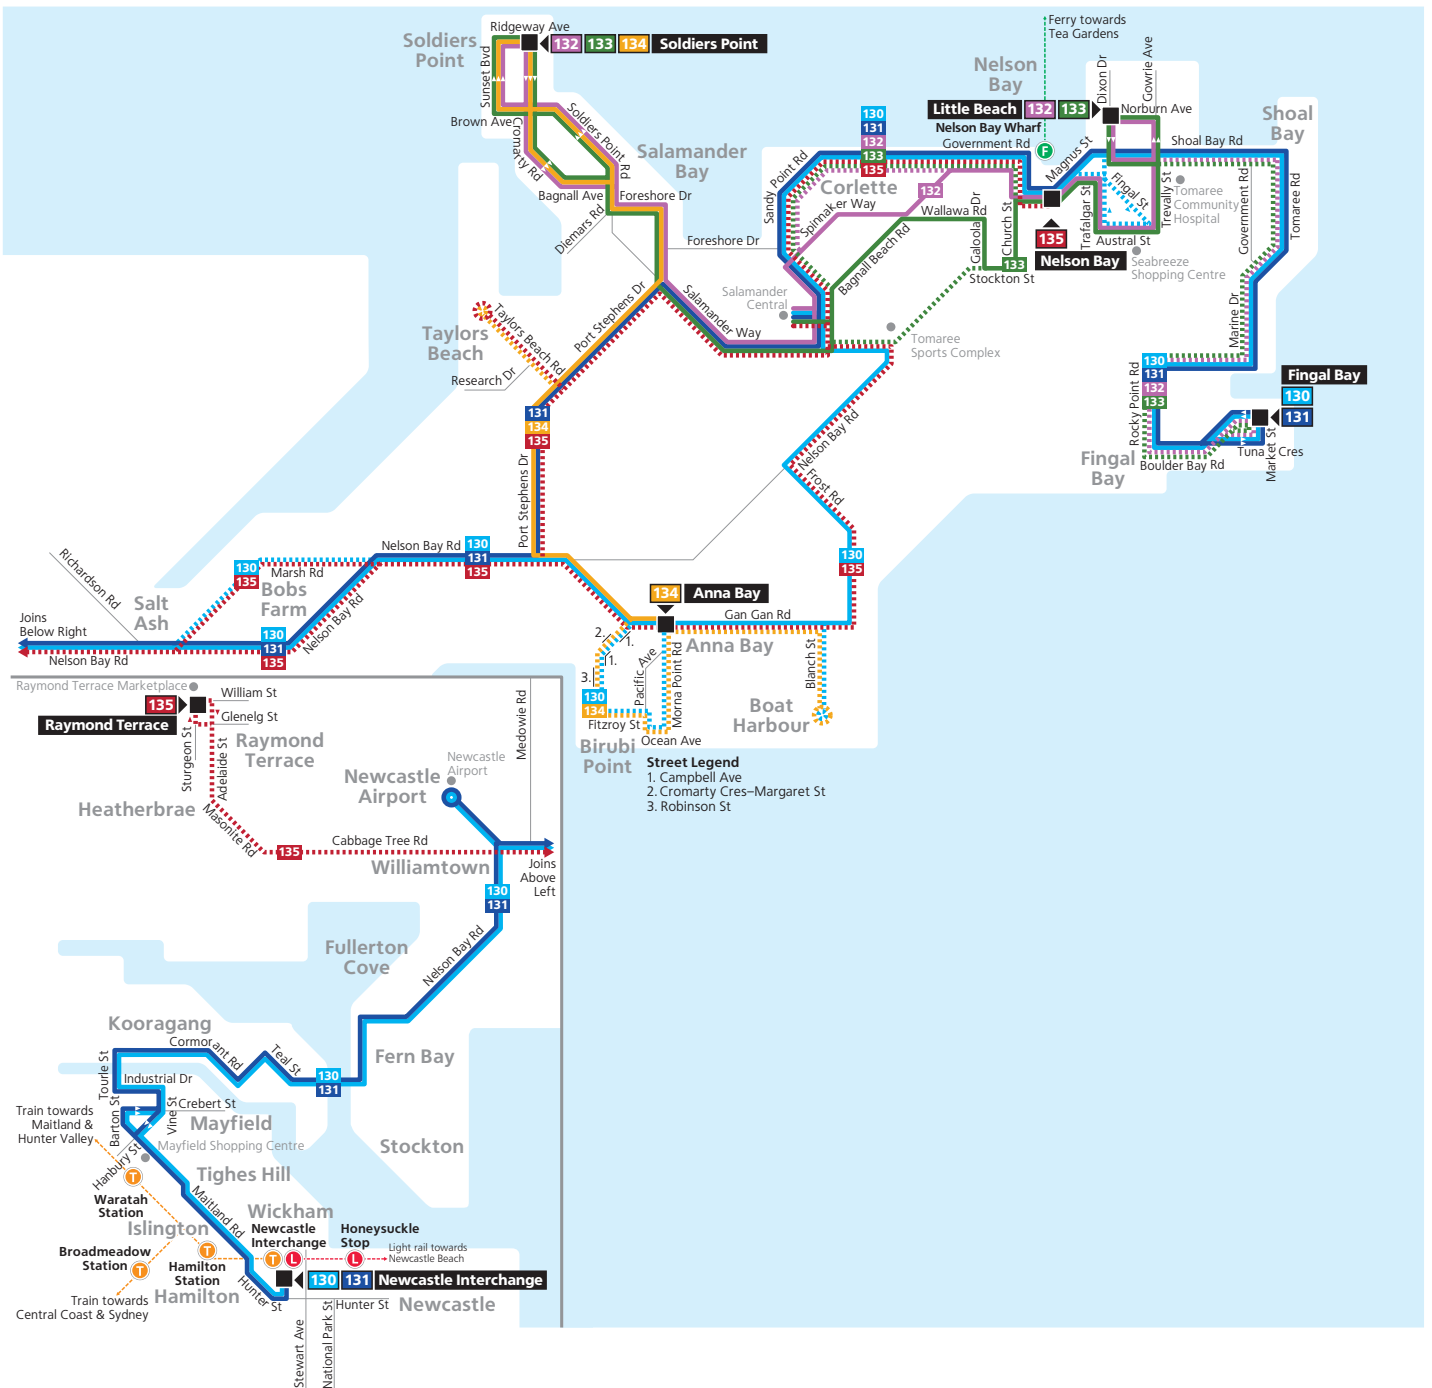 Ridgeway Ave
Soldiers
Point
132 133 134 Soldiers Point
Sunset Bvd
Brown Ave
Cromarty Rd
Soldiers Point Rd
Bagnall Ave
Foreshore Dr
Diemars Rd
Salamander
Bay
Foreshore Dr
Ferry towards
Tea Gardens
Nelson
Bay
Dixon Dr
Gowrie Ave
Little Beach 132 133
Norburn Ave
Nelson Bay Wharf
F
Government Rd
Magnus St
Shoal Bay Rd
Shoal
Bay
130
131
132
133
135
Sandy Point Rd
Corlette
132
Spinnaker Way
Wallawa Rd
Galoola Dr
Church St
Bagnall Beach Rd
133
Stockton St
135
Nelson Bay
Trafalgar St
Fingal St
Trevally St
Austral St
Tomaree
Community
Hospital
Seabreeze
Shopping Centre
Government Rd
Tomaree Rd
Marine Dr
Salamander
Central
Salamander Way
Port Stephens Dr
Taylors
Beach
Taylors Beach Rd
Research Dr
Tomaree
Sports Complex
131
134
135
Port Stephens Dr
Nelson Bay Rd
Frost Rd
130
131
132
133
Rocky Point Rd
Fingal Bay
130
131
Fingal
Bay
Boulder Bay Rd
Tuna Cres
Market St
Richardson Rd
Salt
Ash
130
135
Marsh Rd
Bobs
Farm
Nelson Bay Rd
130
131
135
Joins
Below Right
Nelson Bay Rd
130
131
135
Nelson Bay Rd
130
135
134 Anna Bay
Gan Gan Rd
Anna Bay
2.
1.
1.
3.
130
134
Pacific Ave
Morna Point Rd
Blanch St
Fitzroy St
Ocean Ave
Boat
Harbour
Birubi
Point
Street Legend
1. Campbell Ave
2. Cromarty Cres–Margaret St
3. Robinson St
Raymond Terrace Marketplace
135
Raymond Terrace
William St
Glenelg St
Sturgeon St
Adelaide St
Raymond
Terrace
Heatherbrae
Masonite Rd
135
Cabbage Tree Rd
Newcastle
Airport
Newcastle
Airport
Medowie Rd
Williamtown
Joins
Above
Left
130
131
Fullerton
Cove
Nelson Bay Rd
Kooragang
Cormorant Rd
Teal St
130
131
Fern Bay
Tourle St
Industrial Dr
Crebert St
Barton St
Vine St
Mayfield
Mayfield Shopping Centre
Hanbury St
Train towards
Maitland &
Hunter Valley
T
Waratah
Station
Tighes Hill
Stockton
Maitland Rd
Islington
Wickham
Newcastle
Interchange
T L
Honeysuckle
Stop
L
Light rail towards
Newcastle Beach
Broadmeadow
Station
T
T
Hamilton
Station
Hamilton
Train towards
Central Coast & Sydney
130 131 Newcastle Interchange
Hunter St
Hunter St
Newcastle
Stewart Ave
National Park St